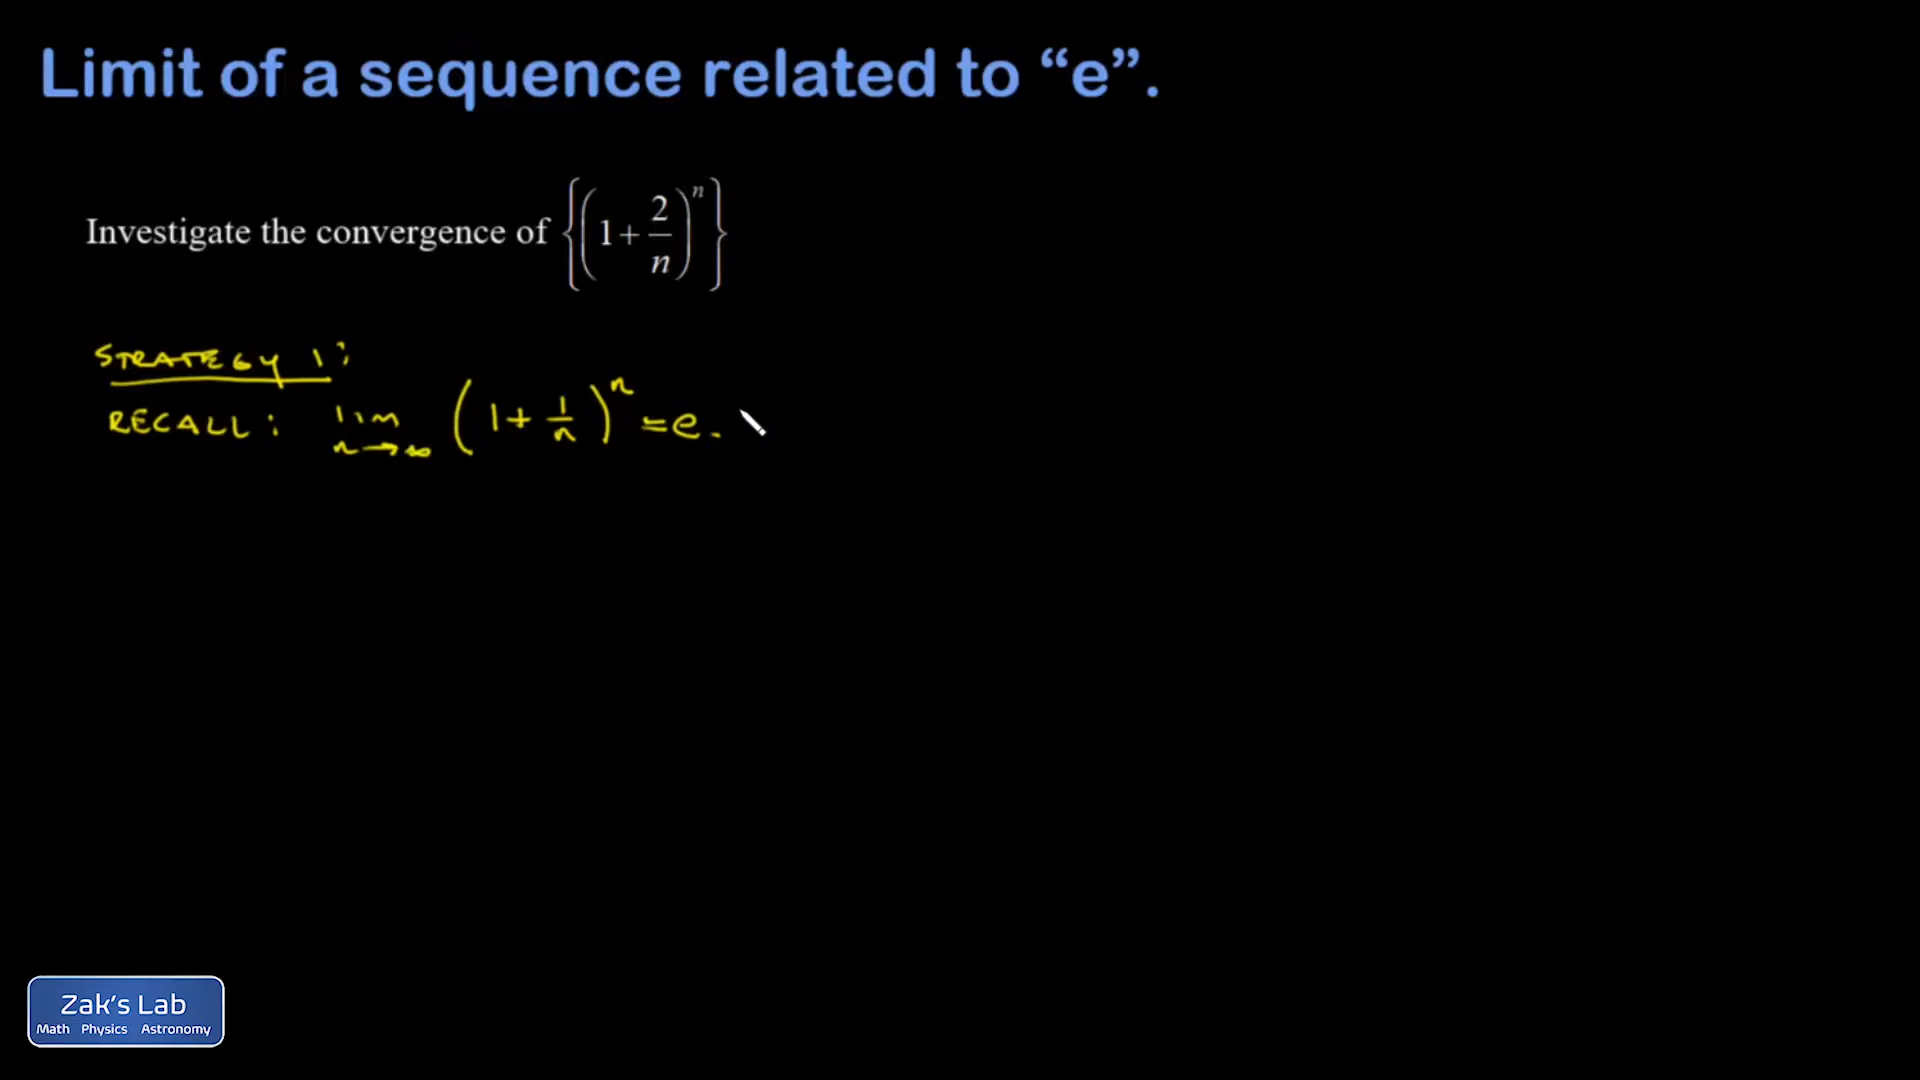 Limit of a sequence related to “e”.
Investigate the convergence of {(1+2/n)^n}
STRATEGY 1:
RECALL: lim n→∞ (1+1/n)^n = e.
Zak's Lab
Math Physics Astronomy